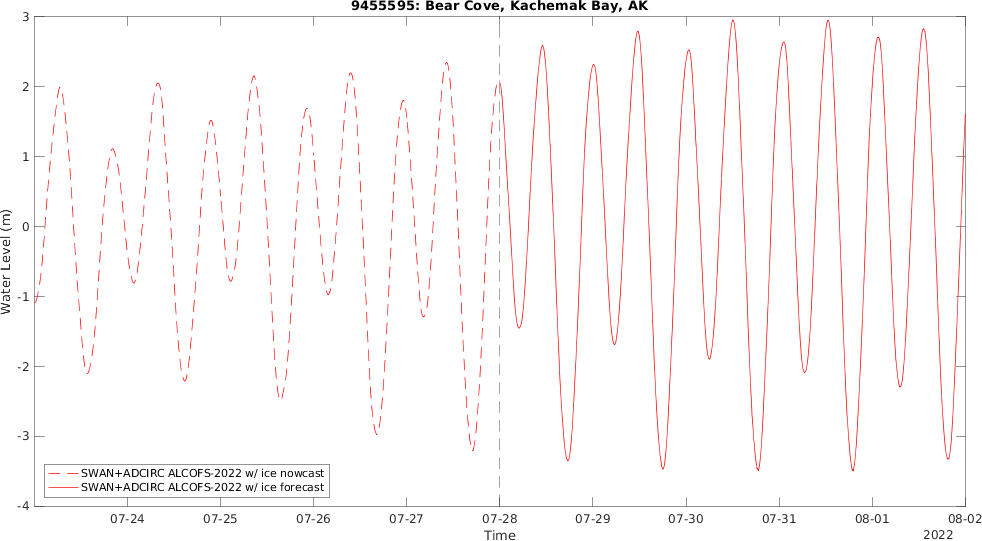 9455595: Bear Cove, Kachemak Bay, AK
3
2
1
0
-1
-2
-3
-4
Water Level (m)
SWAN+ADCIRC ALCOFS-2022 w/ ice nowcast
SWAN+ADCIRC ALCOFS-2022 w/ ice forecast
07-24 07-25 07-26 07-27 07-28 07-29 07-30 07-31 08-01 08-02
Time
2022